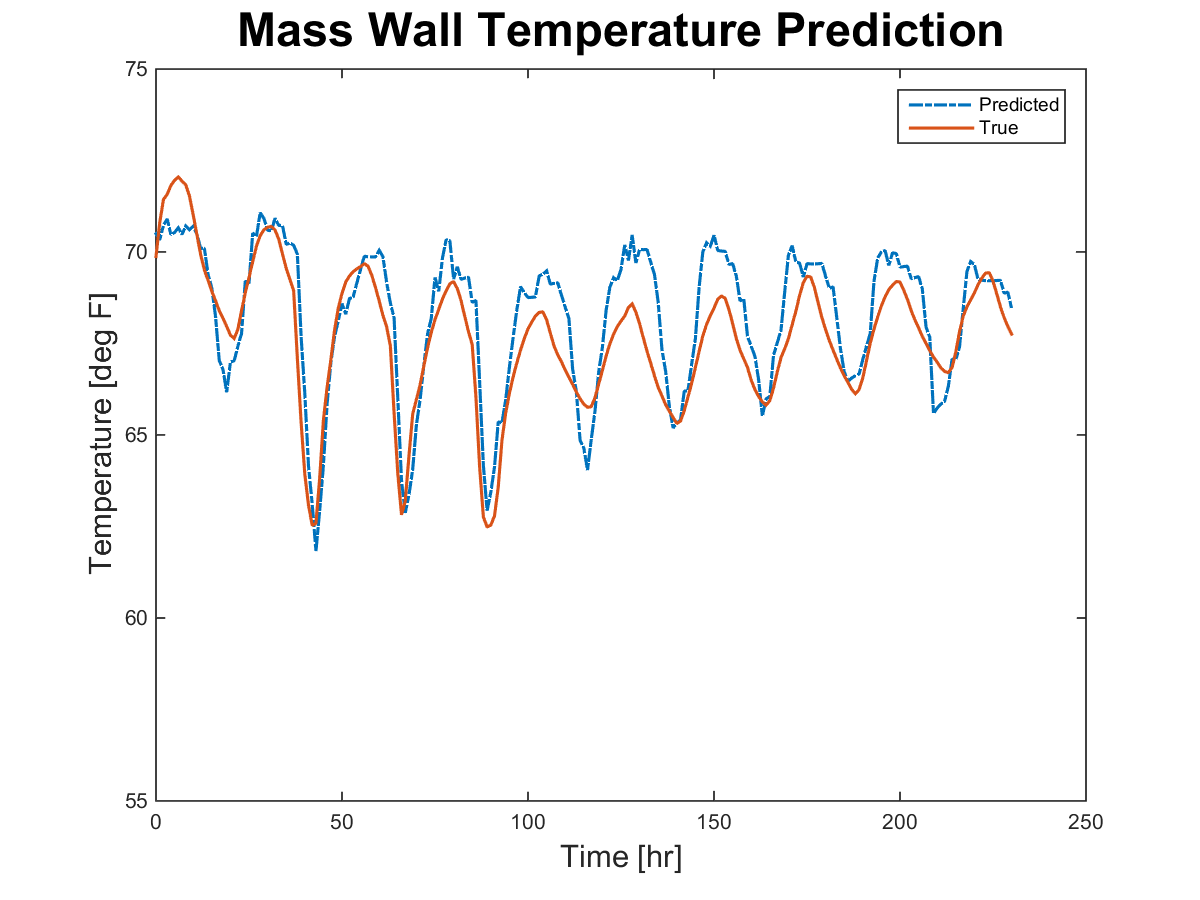 Mass Wall Temperature Prediction
75
Predicted
True
70
65
60
55
Temperature [deg F]
0 50 100 150 200 250
Time [hr]